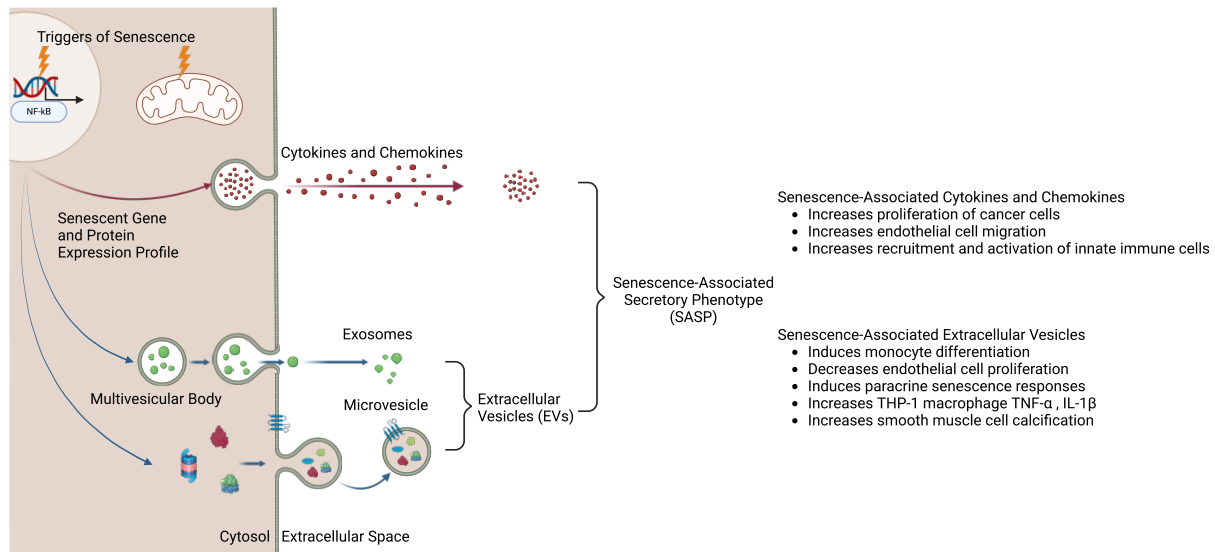 Triggers of Senescence
NF-kB
Cytokines and Chemokines
Senescent Gene
and Protein
Expression Profile
Senescence-Associated Cytokines and Chemokines
• Increases proliferation of cancer cells
• Increases endothelial cell migration
• Increases recruitment and activation of innate immune cells
Senescence-Associated
Secretory Phenotype
(SASP)
Exosomes
Multivesicular Body
Microvesicle
Extracellular
Vesicles (EVs)
Senescence-Associated Extracellular Vesicles
• Induces monocyte differentiation
• Decreases endothelial cell proliferation
• Induces paracrine senescence responses
• Increases THP-1 macrophage TNF-α , IL-1β
• Increases smooth muscle cell calcification
Cytosol
Extracellular Space